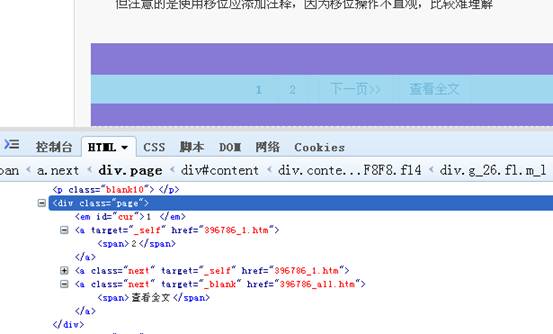 但注意的是使用移位应添加注释，因为移位操作不直观，比较难理解
1 2 下一页>> 查看全文
控制台 HTML CSS 脚本 DOM 网络 Cookies
pan < a.next < div.page < div#content < div.conte...F8F8.f14 < div.g_26.fl.m_l
<p class="blank10"></p>
<div class="page">
<em id="cur">1 </em>
<a target="_self" href="396786_1.htm">
<span>2</span>
</a>
<a class="next" target="_self" href="396786_1.htm">
<a class="next" target="_blank" href="396786_all.htm">
<span>查看全文</span>
</a>
</div>